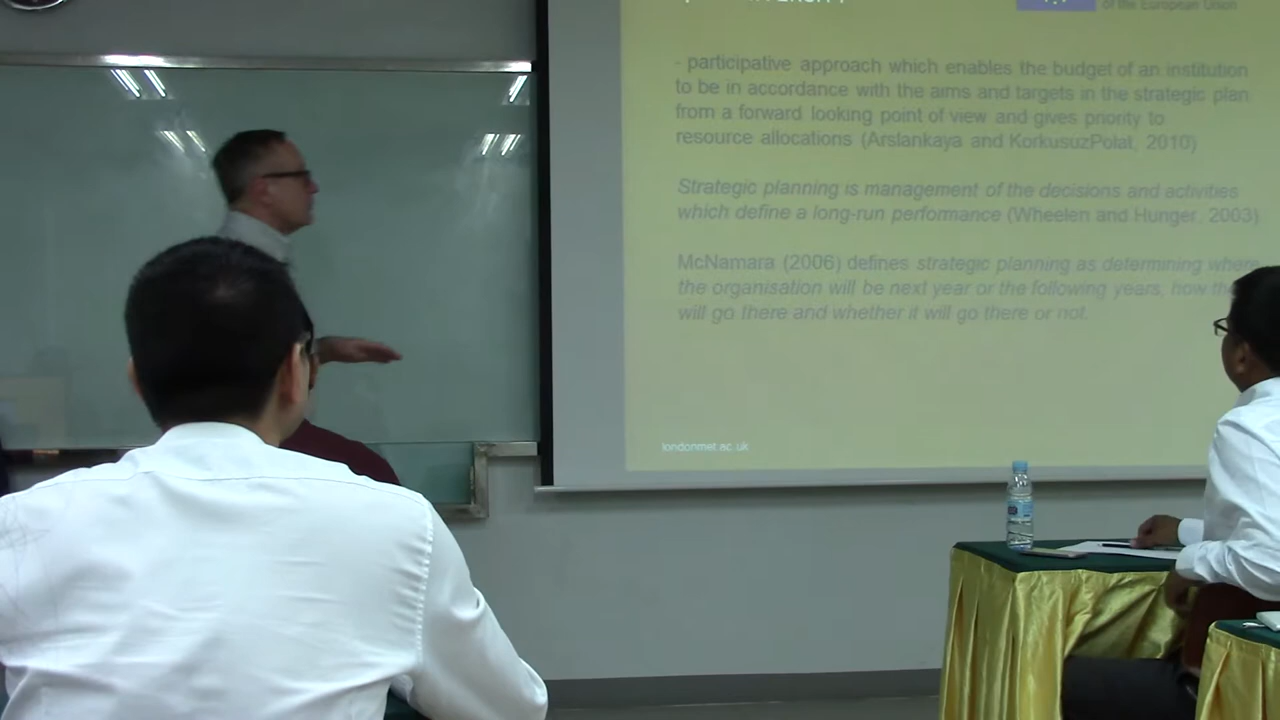 of the European Union
- participative approach which enables the budget of an institution
to be in accordance with the aims and targets in the strategic plan
from a forward looking point of view and gives priority to
resource allocations (Arslankaya and KorkusuzPolat, 2010)
Strategic planning is management of the decisions and activities
which define a long-run performance (Wheelen and Hunger, 2003)
McNamara (2006) defines strategic planning as determining where
the organisation will be next year or the following years, how
will go there and whether it will go there or not.
londonmet.ac.uk